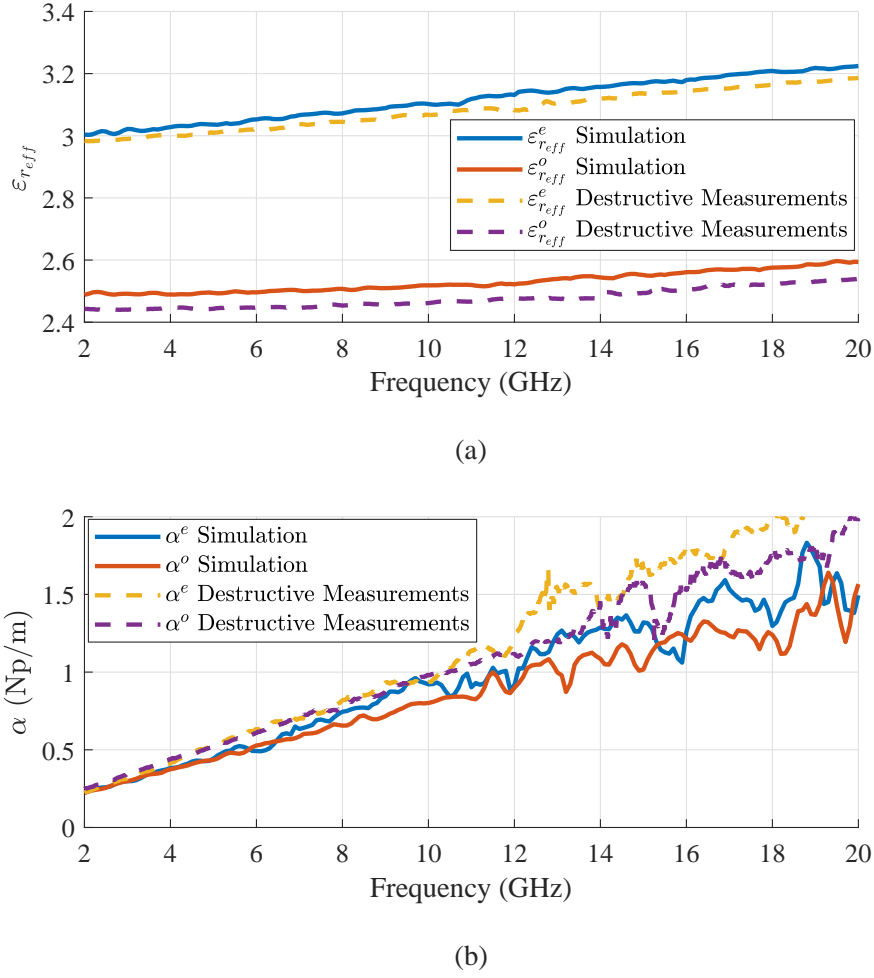 3.4
3.2
3
2.8
2.6
2.4
ε_{r_{eff}}
ε^e_{r_{eff}} Simulation
ε^o_{r_{eff}} Simulation
ε^e_{r_{eff}} Destructive Measurements
ε^o_{r_{eff}} Destructive Measurements
2 4 6 8 10 12 14 16 18 20
Frequency (GHz)
(a)
2
1.5
1
0.5
0
α (Np/m)
α^e Simulation
α^o Simulation
α^e Destructive Measurements
α^o Destructive Measurements
2 4 6 8 10 12 14 16 18 20
Frequency (GHz)
(b)